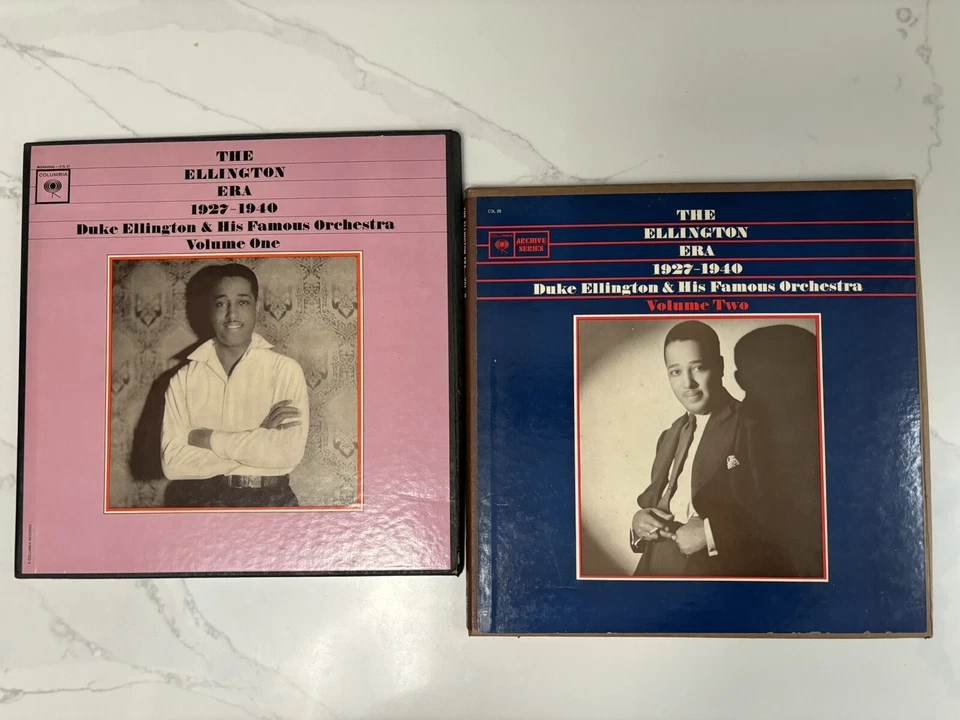 COLUMBIA
THE
ELLINGTON
ERA
1927-1940
Duke Ellington & His Famous Orchestra
Volume One
COLUMBIA
ARCHIVE
SERIES
THE
ELLINGTON
ERA
1927-1940
Duke Ellington & His Famous Orchestra
Volume Two